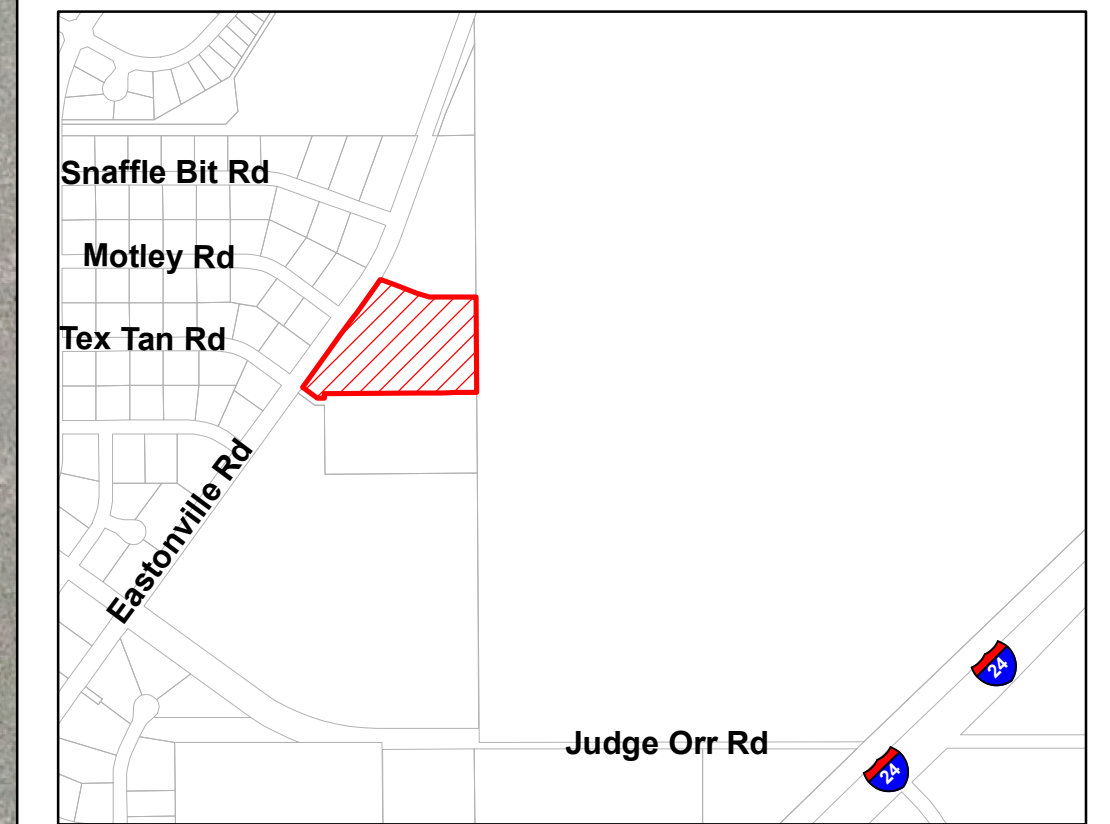 Snaffle Bit Rd
Motley Rd
Tex Tan Rd
Eastonville Rd
24
Judge Orr Rd
24